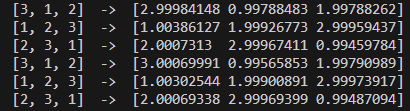 [3, 1, 2]  ->  [2.99984148 0.99788483 1.99788262]
[1, 2, 3]  ->  [1.00386127 1.99926773 2.99959437]
[2, 3, 1]  ->  [2.0007313  2.99967411 0.99459784]
[3, 1, 2]  ->  [3.00069991 0.99565853 1.99790989]
[1, 2, 3]  ->  [1.00302544 1.99900891 2.99973917]
[2, 3, 1]  ->  [2.00069338 2.99969399 0.99487094]